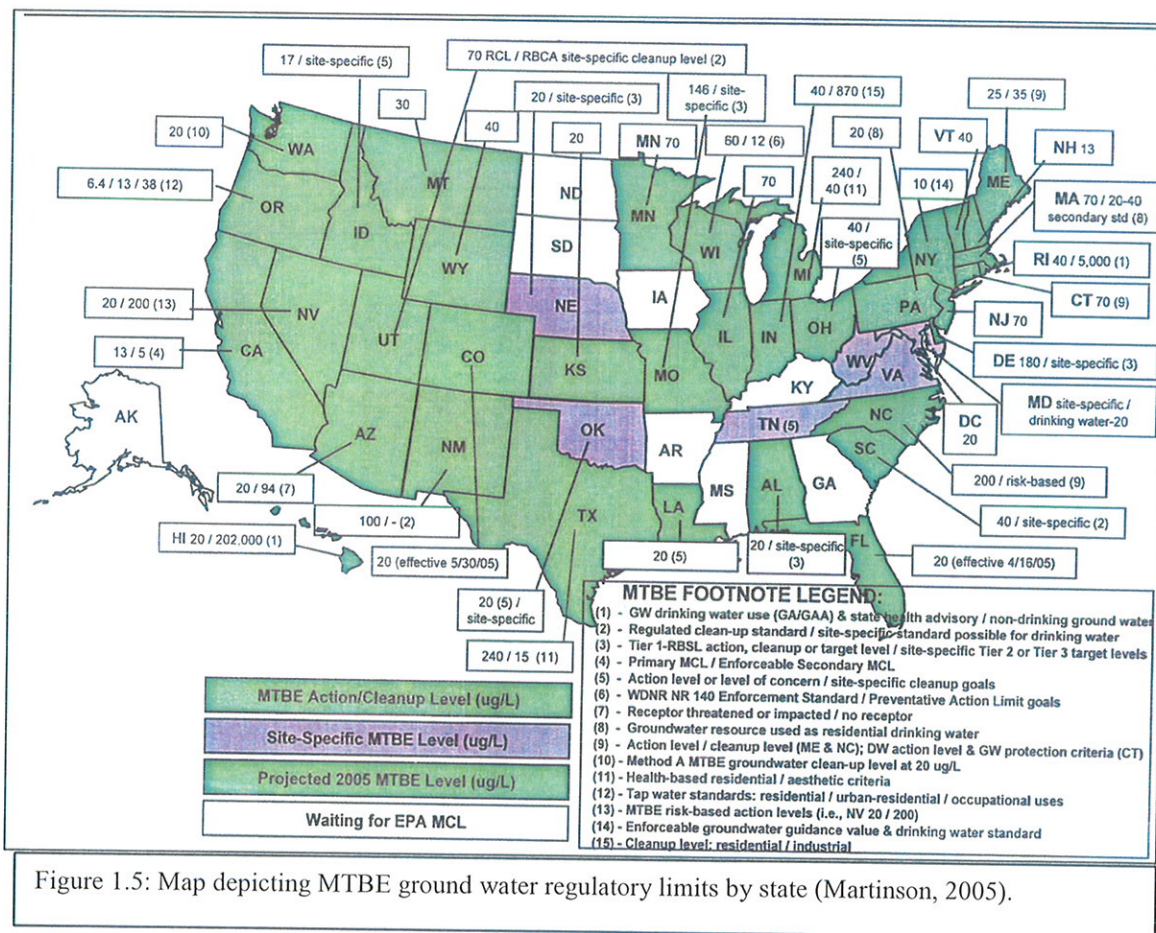 70 RCL / RBCA site-specific cleanup level (2)
17 / site-specific (5)
20 / site-specific (3)
146 / site-
specific (3)
40 / 870 (15)
25 / 35 (9)
30
40
20
MN 70
60 / 12 (6)
20 (8)
VT 40
NH 13
20 (10)
6.4 / 13 / 38 (12)
70
240 /
40 (11)
10 (14)
MA 70 / 20-40
secondary std (8)
40 /
site-specific
(5)
RI 40 / 5,000 (1)
CT 70 (9)
NJ 70
20 / 200 (13)
13 / 5 (4)
DE 180 / site-specific (3)
MD site-specific /
drinking water-20
DC
20
WA
OR
ID
MT
WY
ND
SD
MN
WI
MI
IA
NE
NV
UT
CO
CA
AZ
NM
KS
OK
TX
MO
IL
IN
OH
KY
TN (5)
AR
LA
MS
AL
GA
FL
SC
NC
VA
WV
PA
NY
ME
AK
20 / 94 (7)
100 / - (2)
HI 20 / 202,000 (1)
20 (effective 5/30/05)
20 (5) /
site-specific
240 / 15 (11)
20 (5)
20 / site-specific
(3)
200 / risk-based (9)
40 / site-specific (2)
20 (effective 4/16/05)
MTBE Action/Cleanup Level (ug/L)
Site-Specific MTBE Level (ug/L)
Projected 2005 MTBE Level (ug/L)
Waiting for EPA MCL
MTBE FOOTNOTE LEGEND:
(1) - GW drinking water use (GA/GAA) & state health advisory / non-drinking ground water
(2) - Regulated clean-up standard / site-specific standard possible for drinking water
(3) - Tier 1-RBSL action, cleanup or target level / site-specific Tier 2 or Tier 3 target levels
(4) - Primary MCL / Enforceable Secondary MCL
(5) - Action level or level of concern / site-specific cleanup goals
(6) - WDNR NR 140 Enforcement Standard / Preventative Action Limit goals
(7) - Receptor threatened or impacted / no receptor
(8) - Groundwater resource used as residential drinking water
(9) - Action level / cleanup level (ME & NC); DW action level & GW protection criteria (CT)
(10) - Method A MTBE groundwater clean-up level at 20 ug/L
(11) - Health-based residential / aesthetic criteria
(12) - Tap water standards: residential / urban-residential / occupational uses
(13) - MTBE risk-based action levels (i.e., NV 20 / 200)
(14) - Enforceable groundwater guidance value & drinking water standard
(15) - Cleanup level: residential / industrial
Figure 1.5: Map depicting MTBE ground water regulatory limits by state (Martinson, 2005).